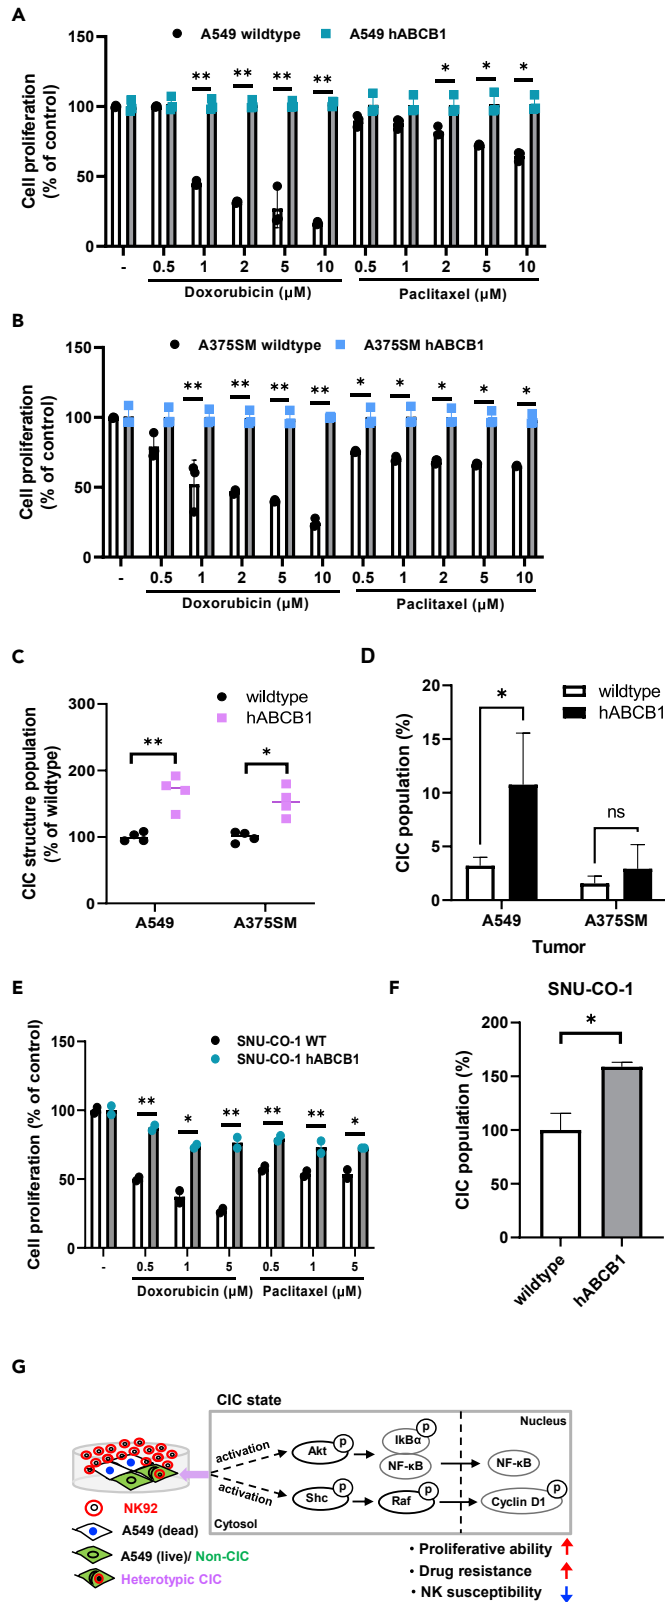 A
A549 wildtype A549 hABCB1
Cell proliferation
(% of control)
150
100
50
0
** ** ** ** * * *
- 0.5 1 2 5 10 0.5 1 2 5 10
Doxorubicin (μM) Paclitaxel (μM)
B
A375SM wildtype A375SM hABCB1
Cell proliferation
(% of control)
150
100
50
0
** ** ** ** * * * * *
- 0.5 1 2 5 10 0.5 1 2 5 10
Doxorubicin (μM) Paclitaxel (μM)
C
wildtype
hABCB1
CIC structure population
(% of wildtype)
300
200
100
0
** *
A549 A375SM
D
wildtype
hABCB1
CIC population (%)
20
15
10
5
0
* ns
A549 A375SM
Tumor
E
SNU-CO-1 WT
SNU-CO-1 hABCB1
Cell proliferation (% of control)
150
100
50
0
** * ** ** ** *
- 0.5 1 5 0.5 1 5
Doxorubicin (μM) Paclitaxel (μM)
F
SNU-CO-1
CIC population (%)
200
150
100
50
0
*
wildtype hABCB1
G
CIC state
Nucleus
activation Akt p IkBα p NF-κB NF-κB
activation Shc p Raf p Cyclin D1 p
Cytosol
NK92
A549 (dead)
A549 (live)/ Non-CIC
Heterotypic CIC
· Proliferative ability
· Drug resistance
· NK susceptibility